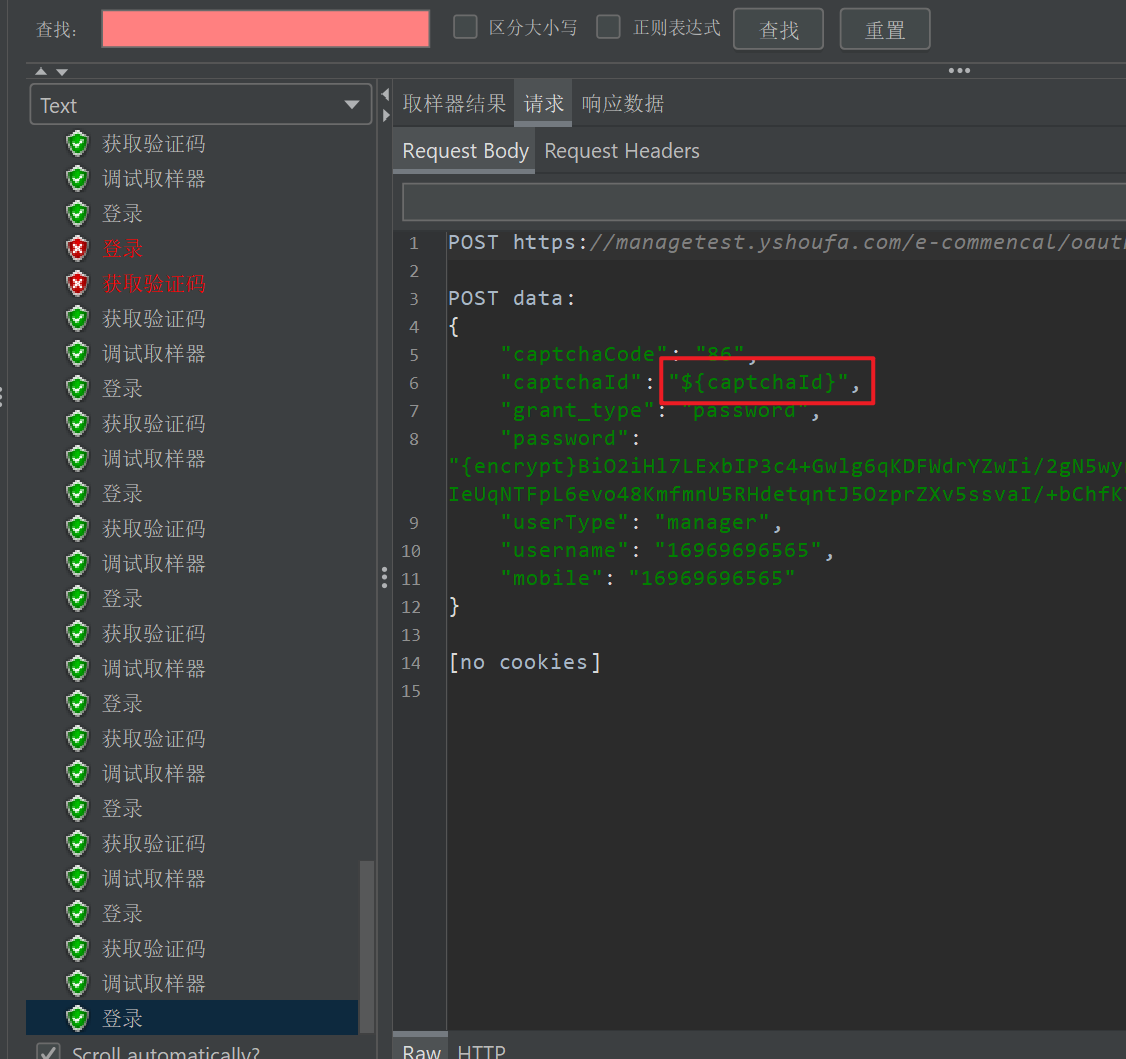 查找:
区分大小写
正则表达式
查找
重置
Text
获取验证码
调试取样器
登录
登录
获取验证码
获取验证码
调试取样器
登录
获取验证码
调试取样器
登录
获取验证码
调试取样器
登录
获取验证码
调试取样器
登录
获取验证码
调试取样器
登录
获取验证码
调试取样器
登录
获取验证码
调试取样器
登录
Scroll automatically?
取样器结果 请求 响应数据
Request Body Request Headers
1 POST https://managetest.yshoufa.com/e-commencal/oaut
2
3 POST data:
4 {
5 "captchaCode": "86",
6 "captchaId": "${captchaId}",
7 "grant_type": "password",
8 "password":
"{encrypt}BiO2iHl7LExbIP3c4+Gwlg6qKDFWdrYZwIi/2gN5wy
IeUqNTFpL6evo48KmfmnU5RHdetqntJ5OzprZXv5ssvaI/+bChfK
9 "userType": "manager",
10 "username": "16969696565",
11 "mobile": "16969696565"
12 }
13
14 [no cookies]
15
Raw HTTP